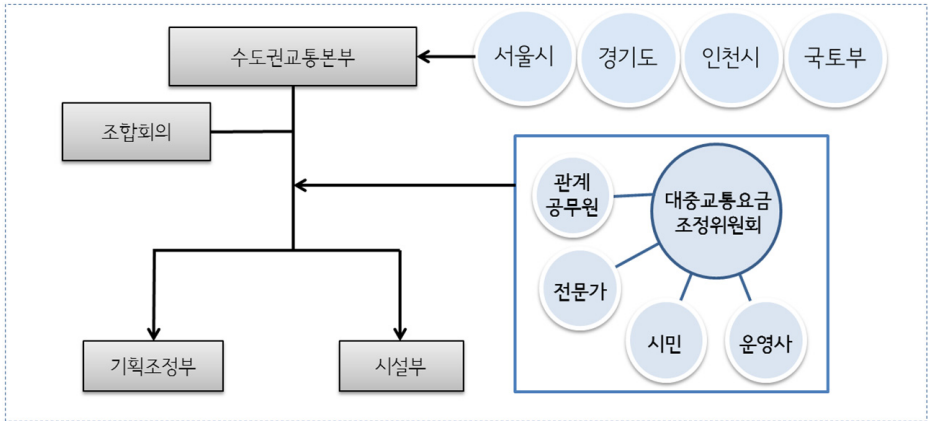 수도권교통본부
서울시
경기도
인천시
국토부
조합회의
관계
공무원
대중교통요금
조정위원회
전문가
시민
운영사
기획조정부
시설부